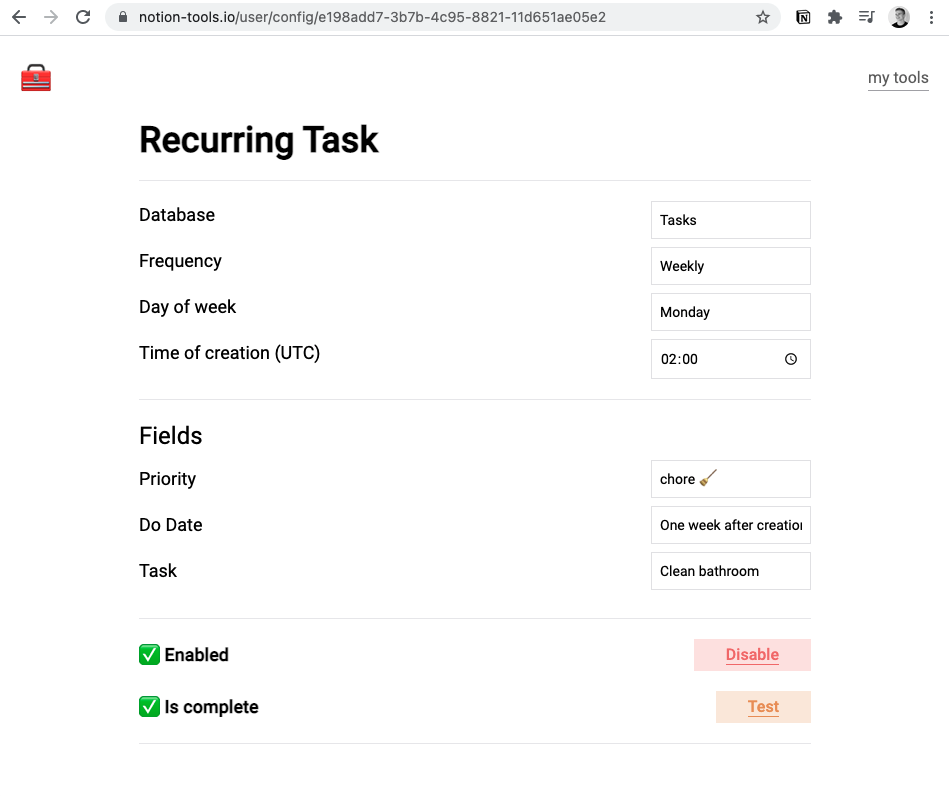 notion-tools.io/user/config/e198add7-3b7b-4c95-8821-11d651ae05e2
my tools
Recurring Task
Database
Tasks
Frequency
Weekly
Day of week
Monday
Time of creation (UTC)
02:00
Fields
Priority
chore 🧹
Do Date
One week after creation
Task
Clean bathroom
✅ Enabled
Disable
✅ Is complete
Test